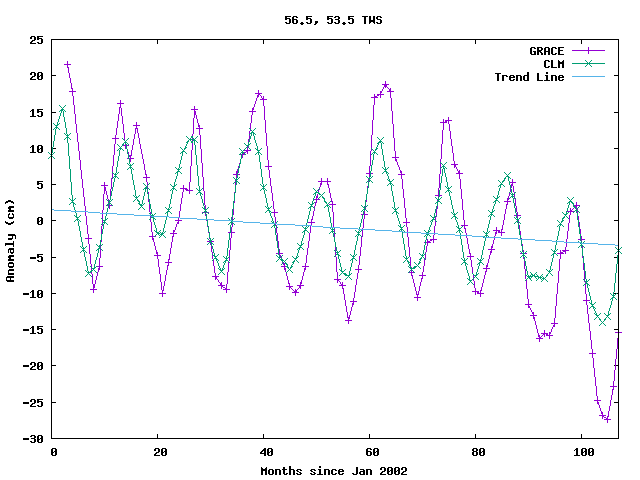 56.5, 53.5 TWS
GRACE
CLM
Trend Line
25
20
15
10
5
0
-5
-10
-15
-20
-25
-30
Anomaly (cm)
0 20 40 60 80 100
Months since Jan 2002